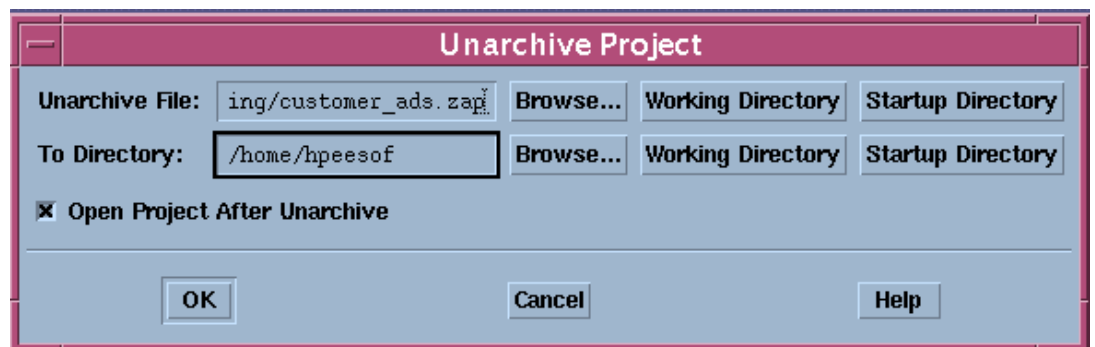 Unarchive Project
Unarchive File: ing/customer_ads.zap Browse... Working Directory Startup Directory
To Directory: /home/hpeesof Browse... Working Directory Startup Directory
Open Project After Unarchive
OK Cancel Help